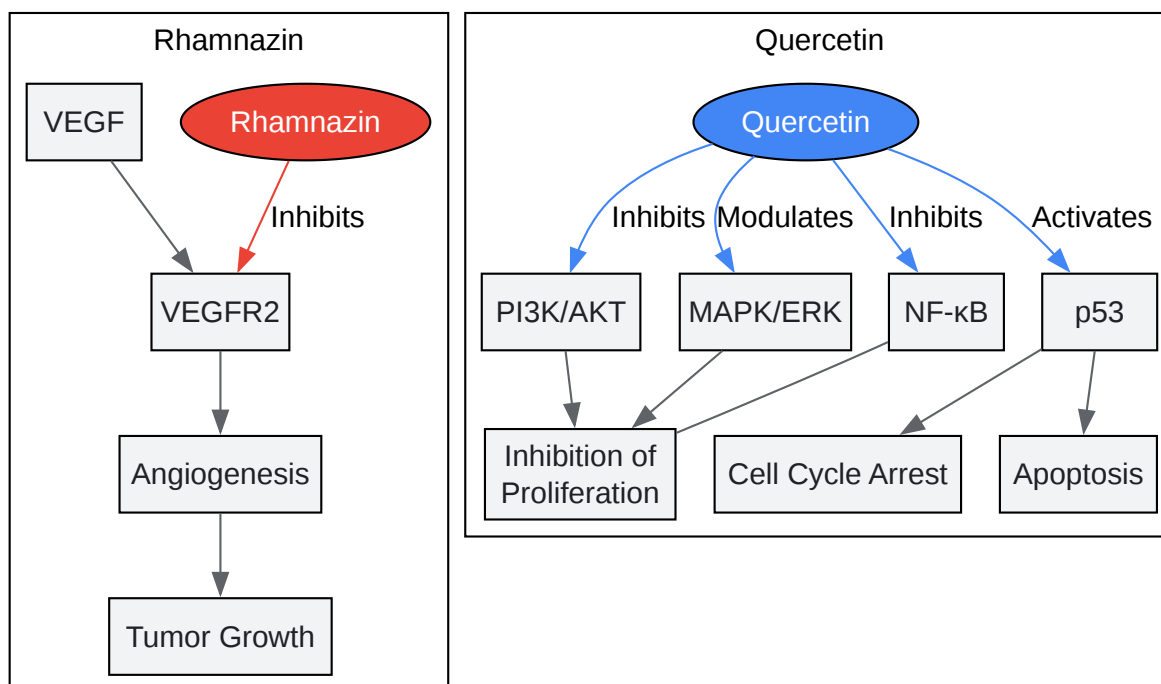 Rhamnazin
VEGF
Rhamnazin
Inhibits
VEGFR2
Angiogenesis
Tumor Growth
Quercetin
Quercetin
Inhibits
Modulates
Inhibits
Activates
PI3K/AKT
MAPK/ERK
NF-κB
p53
Inhibition of
Proliferation
Cell Cycle Arrest
Apoptosis